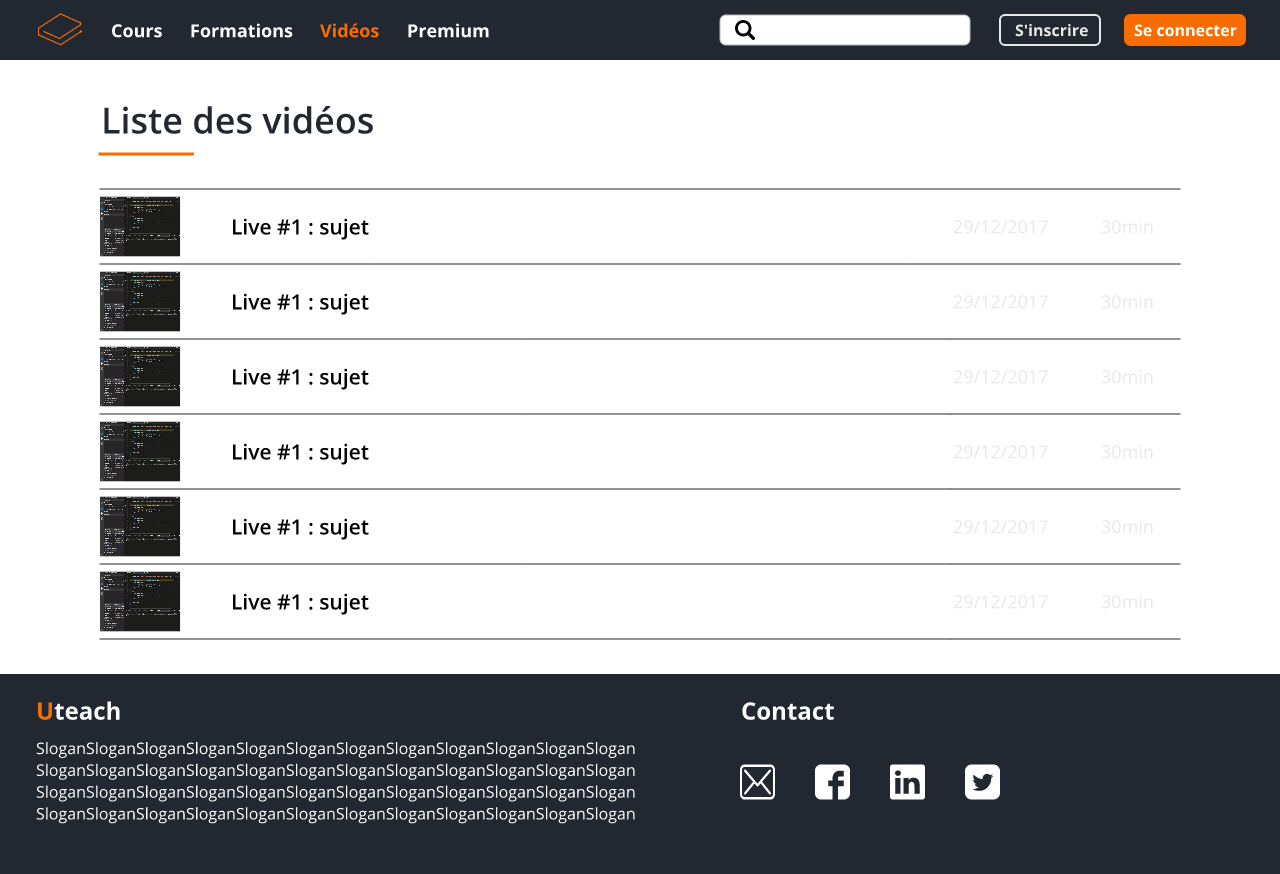 Cours Formations Vidéos Premium S'inscrire Se connecter
Liste des vidéos
Live #1 : sujet 29/12/2017 30min
Live #1 : sujet 29/12/2017 30min
Live #1 : sujet 29/12/2017 30min
Live #1 : sujet 29/12/2017 30min
Live #1 : sujet 29/12/2017 30min
Live #1 : sujet 29/12/2017 30min
Uteach
SloganSloganSloganSloganSloganSloganSloganSloganSloganSloganSloganSlogan
SloganSloganSloganSloganSloganSloganSloganSloganSloganSloganSloganSlogan
SloganSloganSloganSloganSloganSloganSloganSloganSloganSloganSloganSlogan
SloganSloganSloganSloganSloganSloganSloganSloganSloganSloganSloganSlogan
Contact